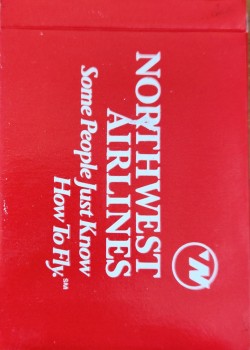 NORTHWEST
AIRLINES
Some People Just Know
How To Fly.℠